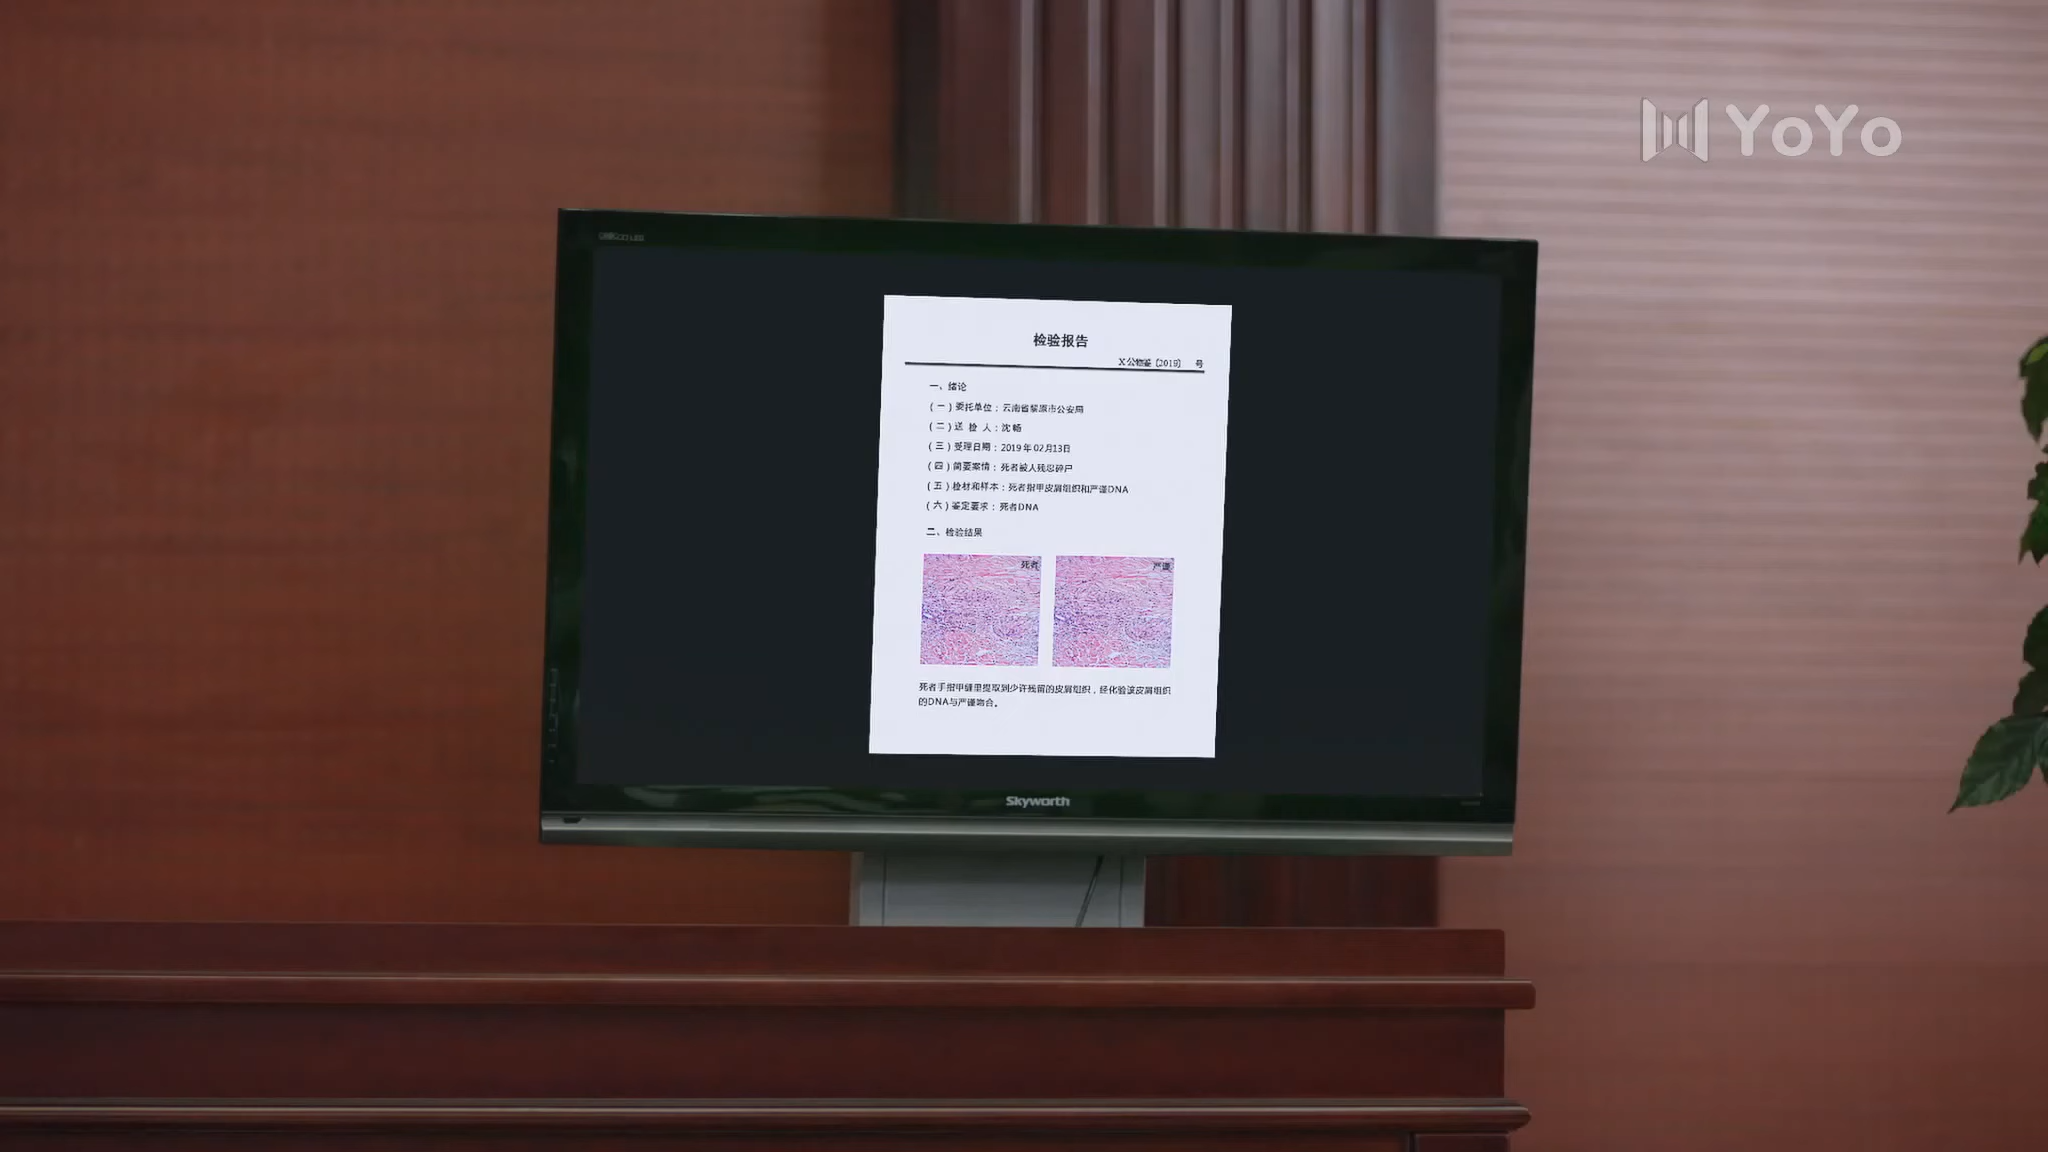 YoYo
检验报告
X公物鉴 (2019) 号
一、绪论
(一)委托单位：云南省黎原市公安局
(二)送 检 人：沈畅
(三)受理日期：2019年02月13日
(四)简要案情：死者被人残忍碎尸
(五)检材和样本：死者指甲皮屑组织和严谨DNA
(六)鉴定要求：死者DNA
二、检验结果
死者 严谨
死者手指甲缝里提取到少许残留的皮屑组织，经化验该皮屑组织
的DNA与严谨吻合。
Skyworth